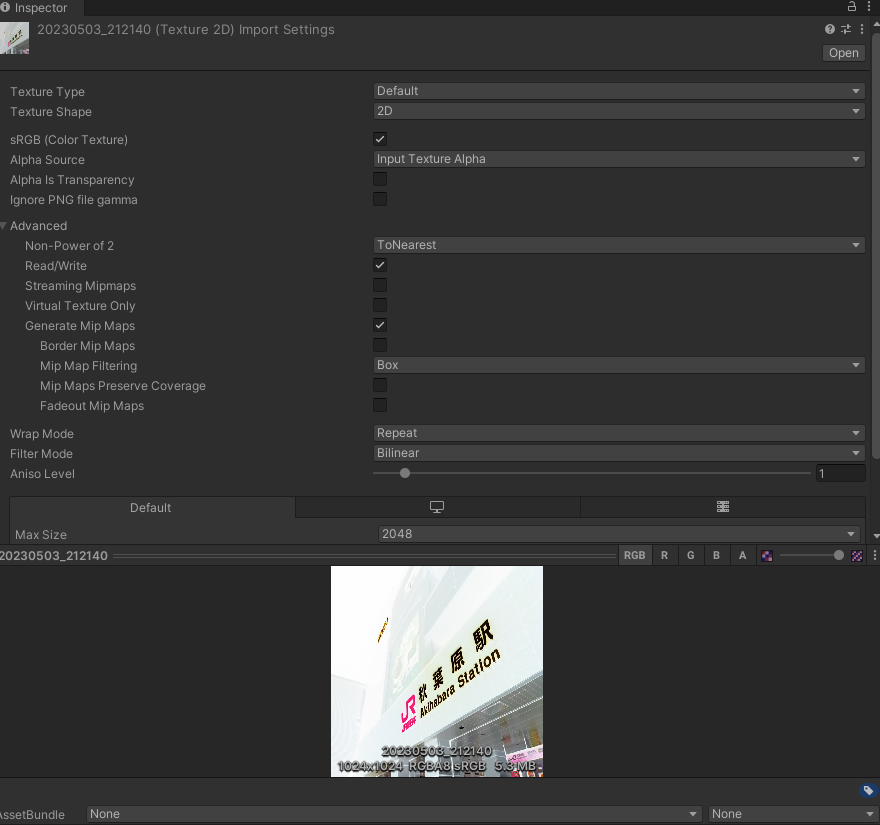 Inspector
20230503_212140 (Texture 2D) Import Settings
Open
Texture Type Default
Texture Shape 2D
sRGB (Color Texture)
Alpha Source Input Texture Alpha
Alpha Is Transparency
Ignore PNG file gamma
Advanced
Non-Power of 2 ToNearest
Read/Write
Streaming Mipmaps
Virtual Texture Only
Generate Mip Maps
Border Mip Maps
Mip Map Filtering Box
Mip Maps Preserve Coverage
Fadeout Mip Maps
Wrap Mode Repeat
Filter Mode Bilinear
Aniso Level 1
Default
Max Size 2048
20230503_212140 RGB R G B A
秋葉原駅
JR Akihabara Station
20230503_212140
1024x1024 RGBA8 sRGB 5.3 MB
AssetBundle None None